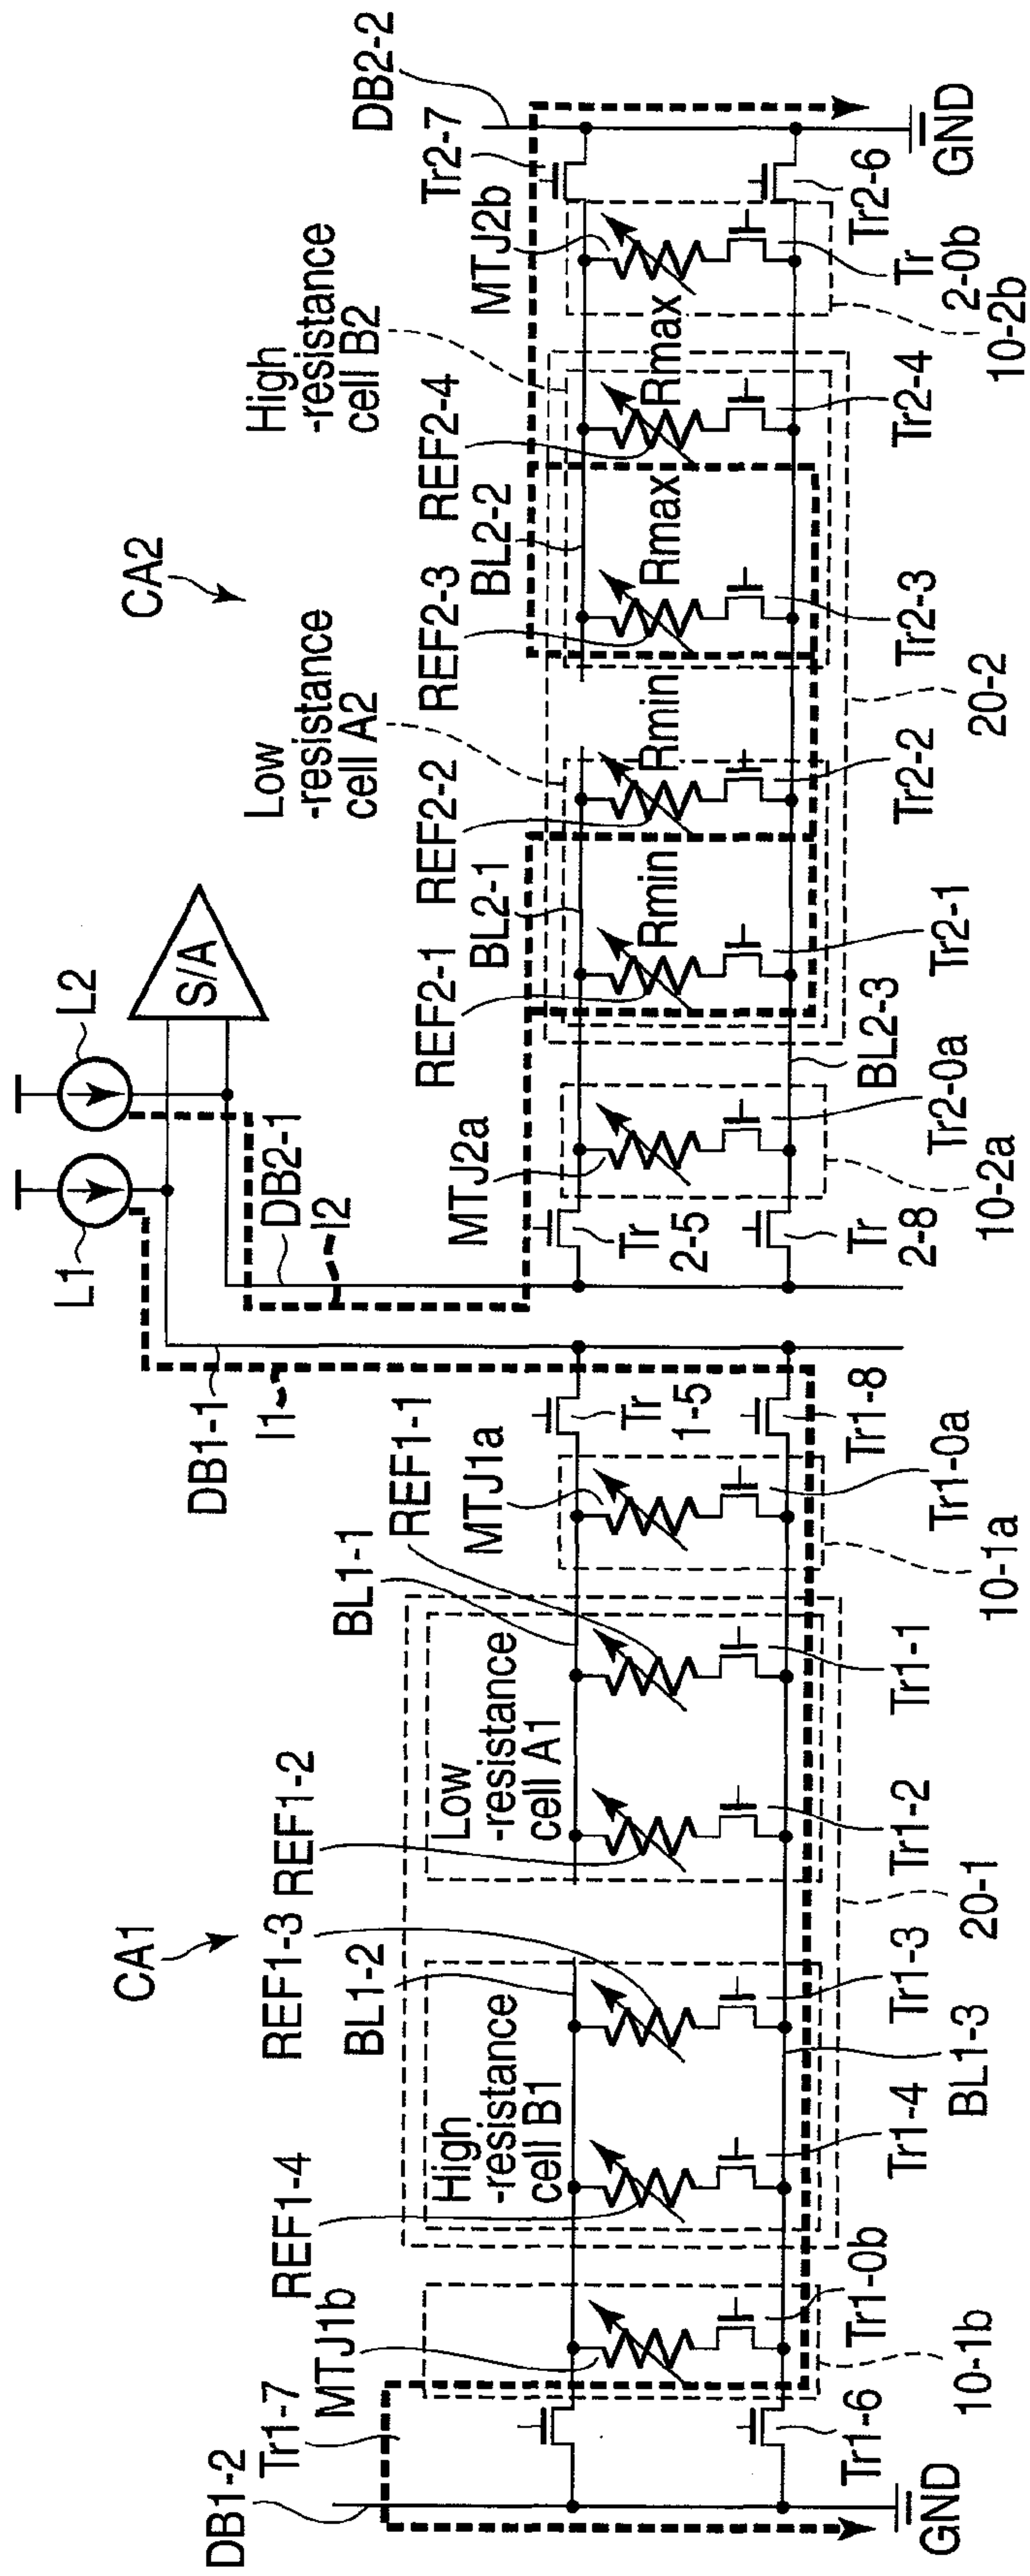 L1
L2
S/A
DB1-1
I1
DB2-1
I2
CA1
CA2
DB1-2
Tr1-7
MTJ1b
REF1-4
High
-resistance
cell B1
BL1-2
REF1-3
REF1-2
Low
-resistance
cell A1
BL1-1
REF1-1
MTJ1a
Tr
1-5
GND
Tr1-6
10-1b
Tr1-0b
Tr1-4
BL1-3
Tr1-3
20-1
Tr1-2
Tr1-1
10-1a
Tr1-0a
Tr1-8
MTJ2a
Tr
2-5
REF2-1
BL2-1
REF2-2
Low
-resistance
cell A2
REF2-3
BL2-2
REF2-4
High
-resistance
cell B2
MTJ2b
Tr2-7
DB2-2
Rmin
Rmin
Rmax
Rmax
Tr
2-8
10-2a
Tr2-0a
BL2-3
Tr2-1
Tr2-2
20-2
Tr2-3
Tr2-4
10-2b
Tr
2-0b
Tr2-6
GND